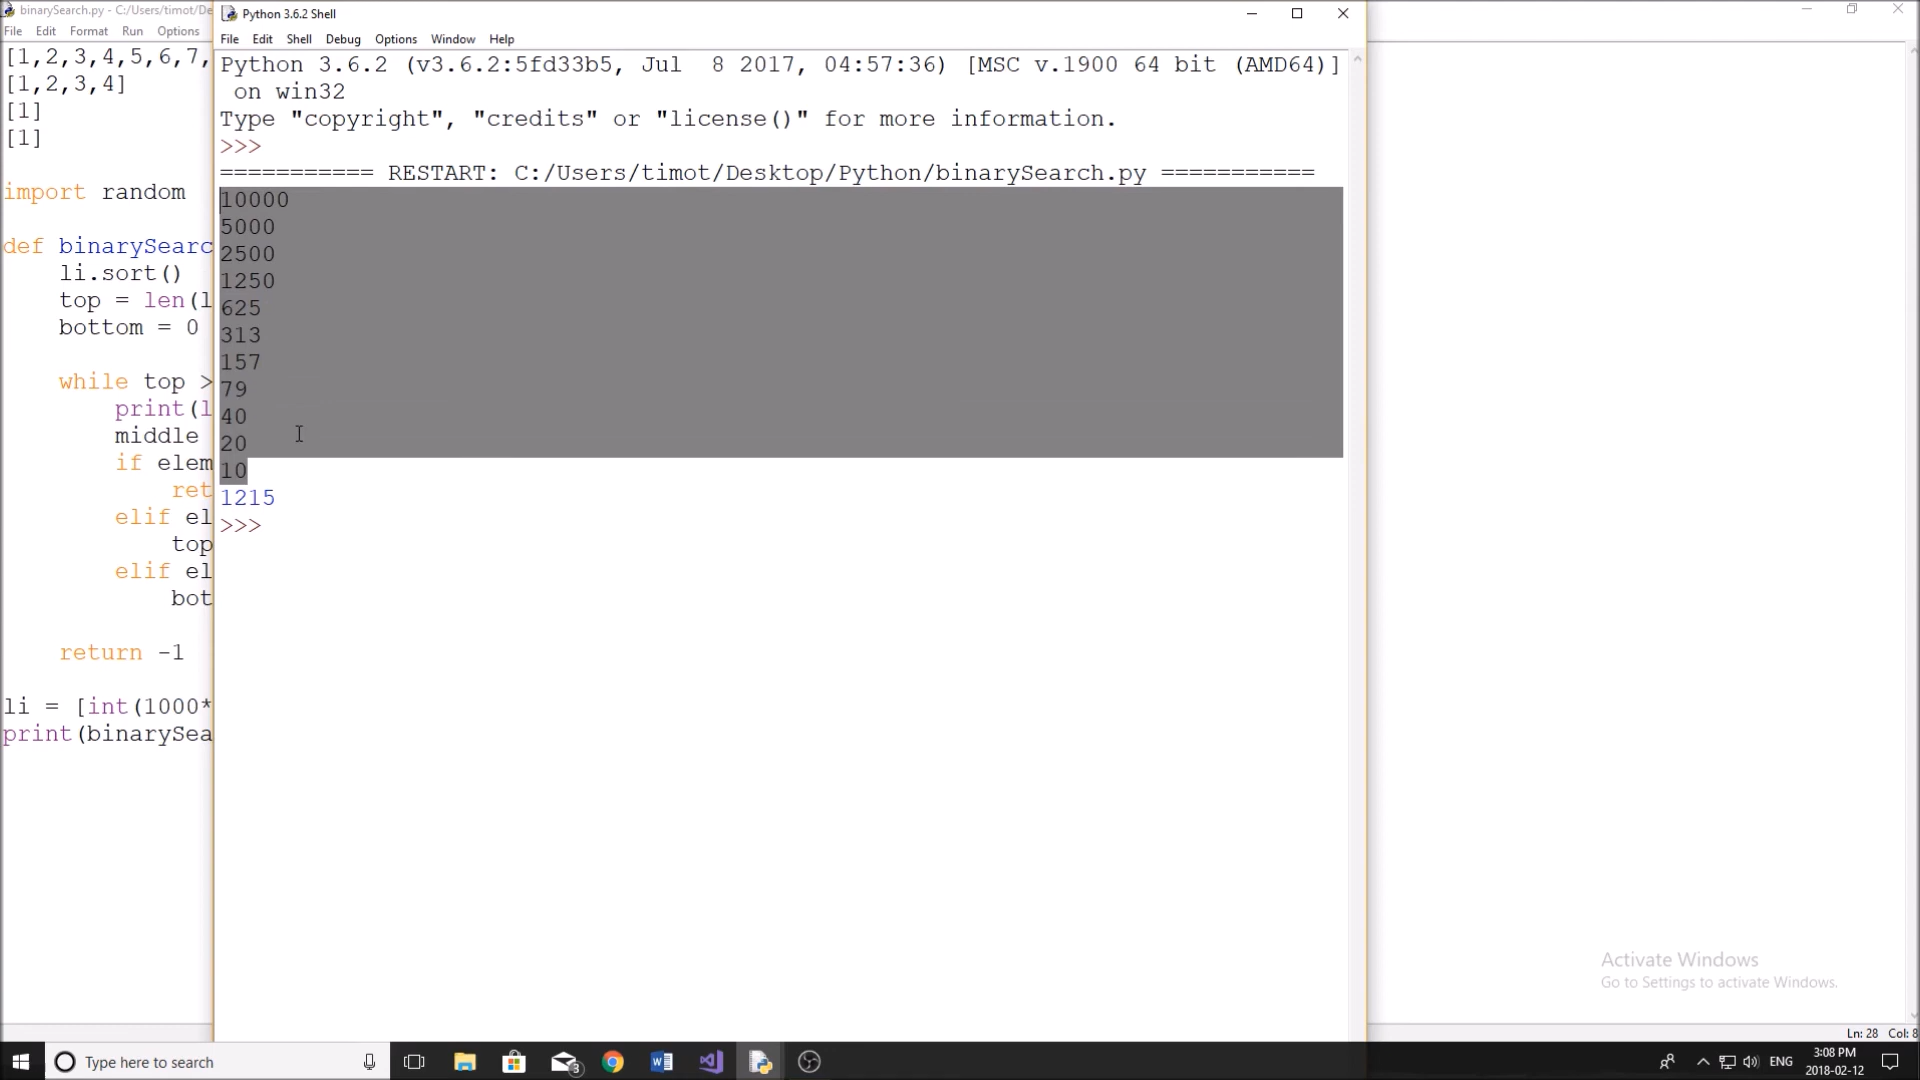 binarySearch.py - C:/Users/timot/De
File Edit Format Run Options
[1,2,3,4,5,6,7,
[1,2,3,4]
[1]
[1]
import random
def binarySearc
li.sort()
top = len(l
bottom = 0
while top >
print(l
middle
if elem
ret
elif el
top
elif el
bot
return -1
li = [int(1000*
print(binarySea
Python 3.6.2 Shell
File Edit Shell Debug Options Window Help
Python 3.6.2 (v3.6.2:5fd33b5, Jul  8 2017, 04:57:36) [MSC v.1900 64 bit (AMD64)]
on win32
Type "copyright", "credits" or "license()" for more information.
>>>
=========== RESTART: C:/Users/timot/Desktop/Python/binarySearch.py ===========
10000
5000
2500
1250
625
313
157
79
40
20
10
1215
>>>
Activate Windows
Go to Settings to activate Windows.
Ln: 28 Col: 8
Type here to search
3
ENG
3:08 PM
2018-02-12